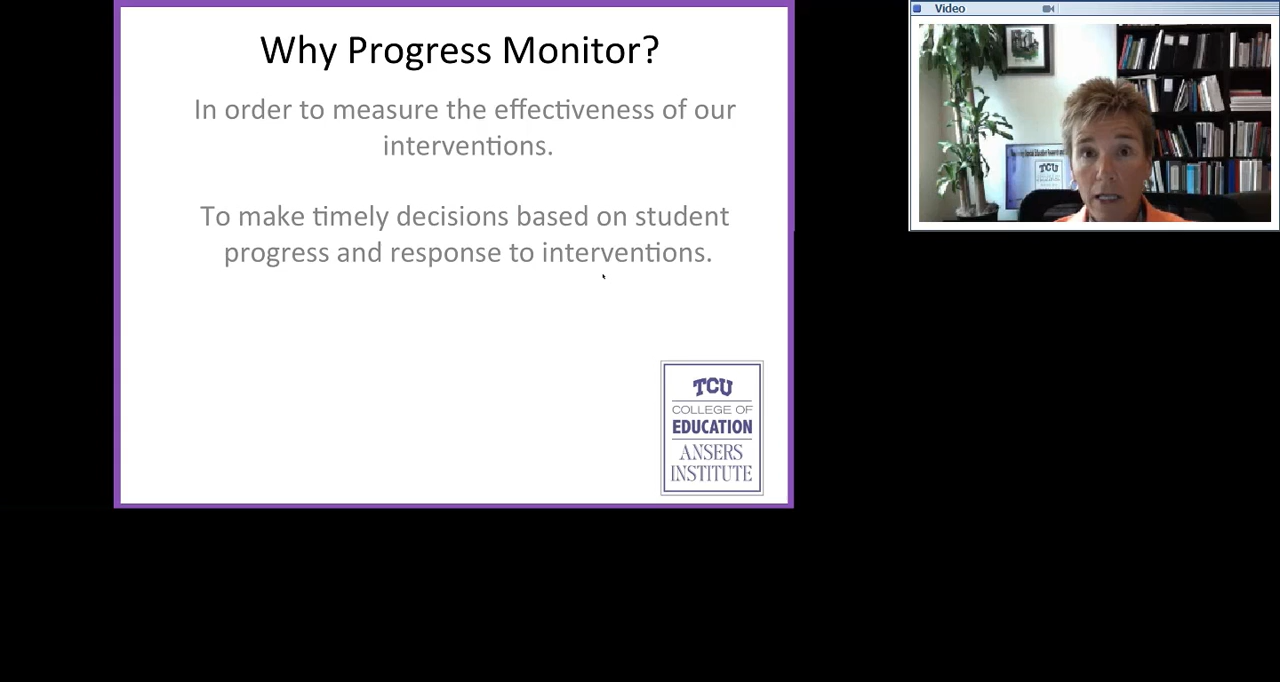 Why Progress Monitor?
In order to measure the effectiveness of our
interventions.
To make timely decisions based on student
progress and response to interventions.
TCU
COLLEGE OF
EDUCATION
ANSERS
INSTITUTE
Video
TCU